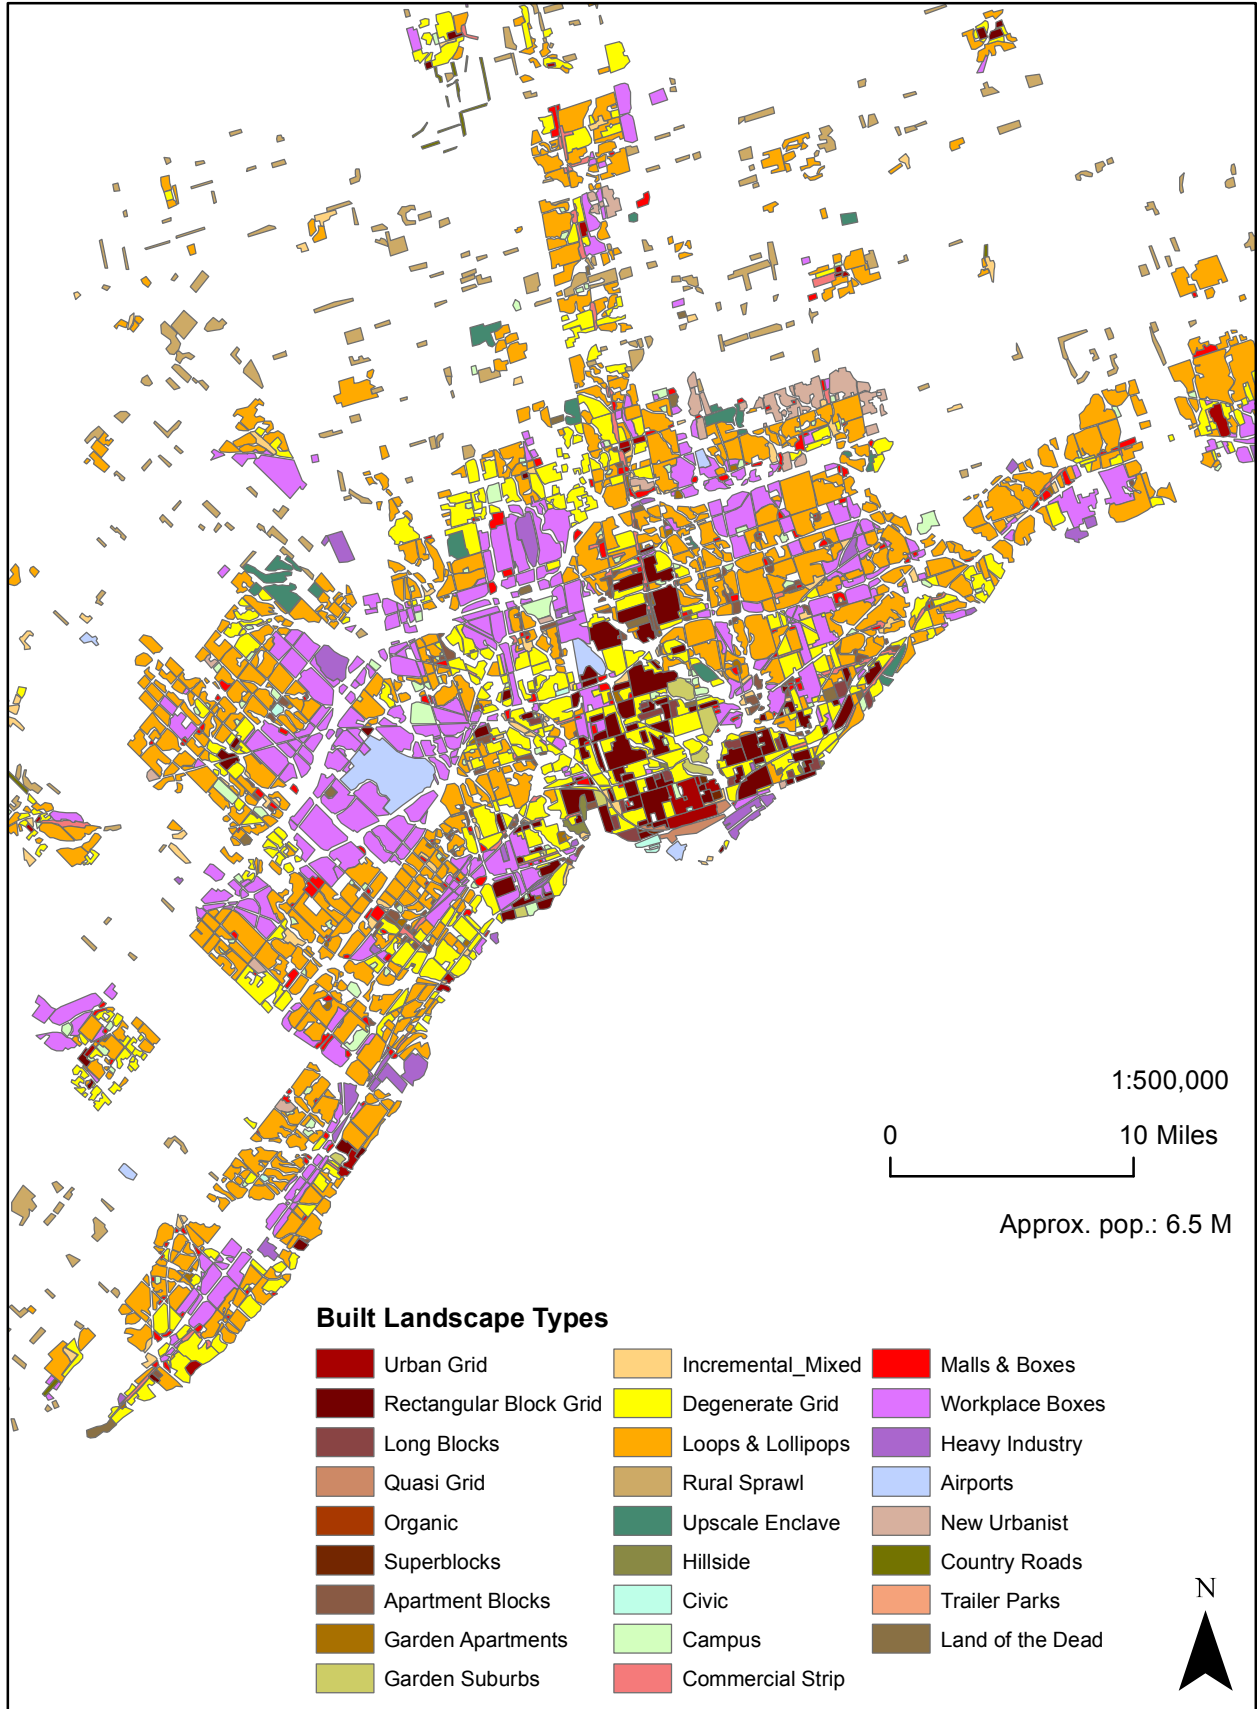 1:500,000
0 10 Miles
Approx. pop.: 6.5 M
Built Landscape Types
Urban Grid
Rectangular Block Grid
Long Blocks
Quasi Grid
Organic
Superblocks
Apartment Blocks
Garden Apartments
Garden Suburbs
Incremental_Mixed
Degenerate Grid
Loops & Lollipops
Rural Sprawl
Upscale Enclave
Hillside
Civic
Campus
Commercial Strip
Malls & Boxes
Workplace Boxes
Heavy Industry
Airports
New Urbanist
Country Roads
Trailer Parks
Land of the Dead
N